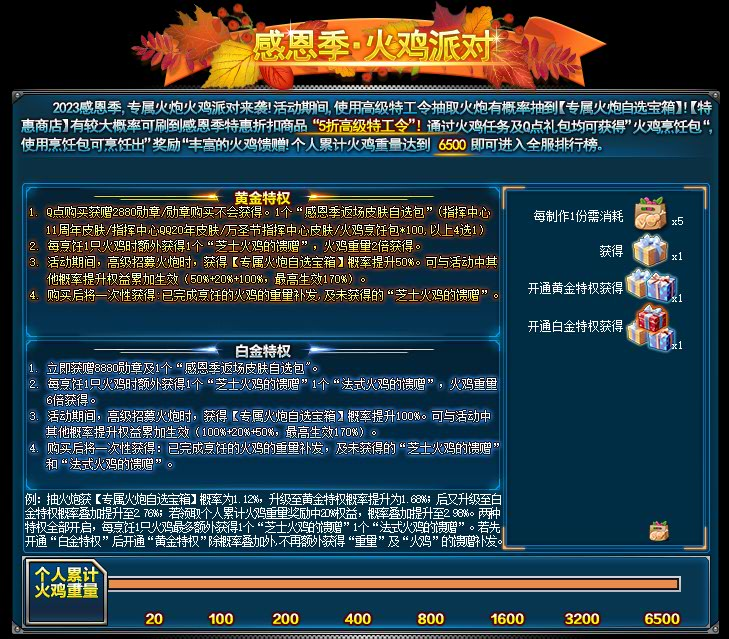 感恩季·火鸡派对
2023感恩季,专属火炮火鸡派对来袭!活动期间,使用高级特工令抽取火炮有概率抽到【专属火炮自选宝箱】!【特
惠商店】有较大概率可刷到感恩季特惠折扣商品“5折高级特工令”!通过火鸡任务及Q点礼包均可获得”火鸡烹饪包“,
使用烹饪包可烹饪出”奖励“丰富的火鸡馈赠!个人累计火鸡重量达到 6500 即可进入全服排行榜。
黄金特权
1. Q点购买获赠2880勋章/勋章购买不会获得。1个“感恩季返场皮肤自选包”(指挥中心
11周年皮肤/指挥中心QQ20年皮肤/万圣节指挥中心皮肤/火鸡烹饪包*100,以上4选1)
2. 每烹饪1只火鸡时额外获得1个“芝士火鸡的馈赠”,火鸡重量2倍获得。
3. 活动期间,高级招募火炮时,获得【专属火炮自选宝箱】概率提升50%。可与活动中其
他概率提升权益累加生效(50%+20%+100%,最高生效170%)。
4. 购买后将一次性获得:已完成烹饪的火鸡的重量补发,及未获得的“芝士火鸡的馈赠”。
白金特权
1. 立即获赠8880勋章及1个“感恩季返场皮肤自选包”。
2. 每烹饪1只火鸡时额外获得1个“芝士火鸡的馈赠”1个“法式火鸡的馈赠”,火鸡重量
6倍获得。
3. 活动期间,高级招募火炮时,获得【专属火炮自选宝箱】概率提升100%。可与活动中
其他概率提升权益累加生效(100%+20%+50%,最高生效170%)。
4. 购买后将一次性获得:已完成烹饪的火鸡的重量补发,及未获得的“芝士火鸡的馈赠”
和“法式火鸡的馈赠”。
例:抽火炮获【专属火炮自选宝箱】概率为1.12%,升级至黄金特权概率提升为1.68%;后又升级至白
金特权概率叠加提升至2.76%;若领取个人累计火鸡重量奖励中20%权益,概率叠加提升至2.98%。两种
特权全部开启,每烹饪1只火鸡最多额外获得1个“芝士火鸡的馈赠”1个“法式火鸡的馈赠”。若先
开通“白金特权”后开通“黄金特权”除概率叠加外,不再额外获得“重量”及“火鸡”的馈赠补发。
每制作1份需消耗 x5
获得 x1
开通黄金特权获得 x1
开通白金特权获得 x1
个人累计
火鸡重量
20 100 200 400 800 1600 3200 6500